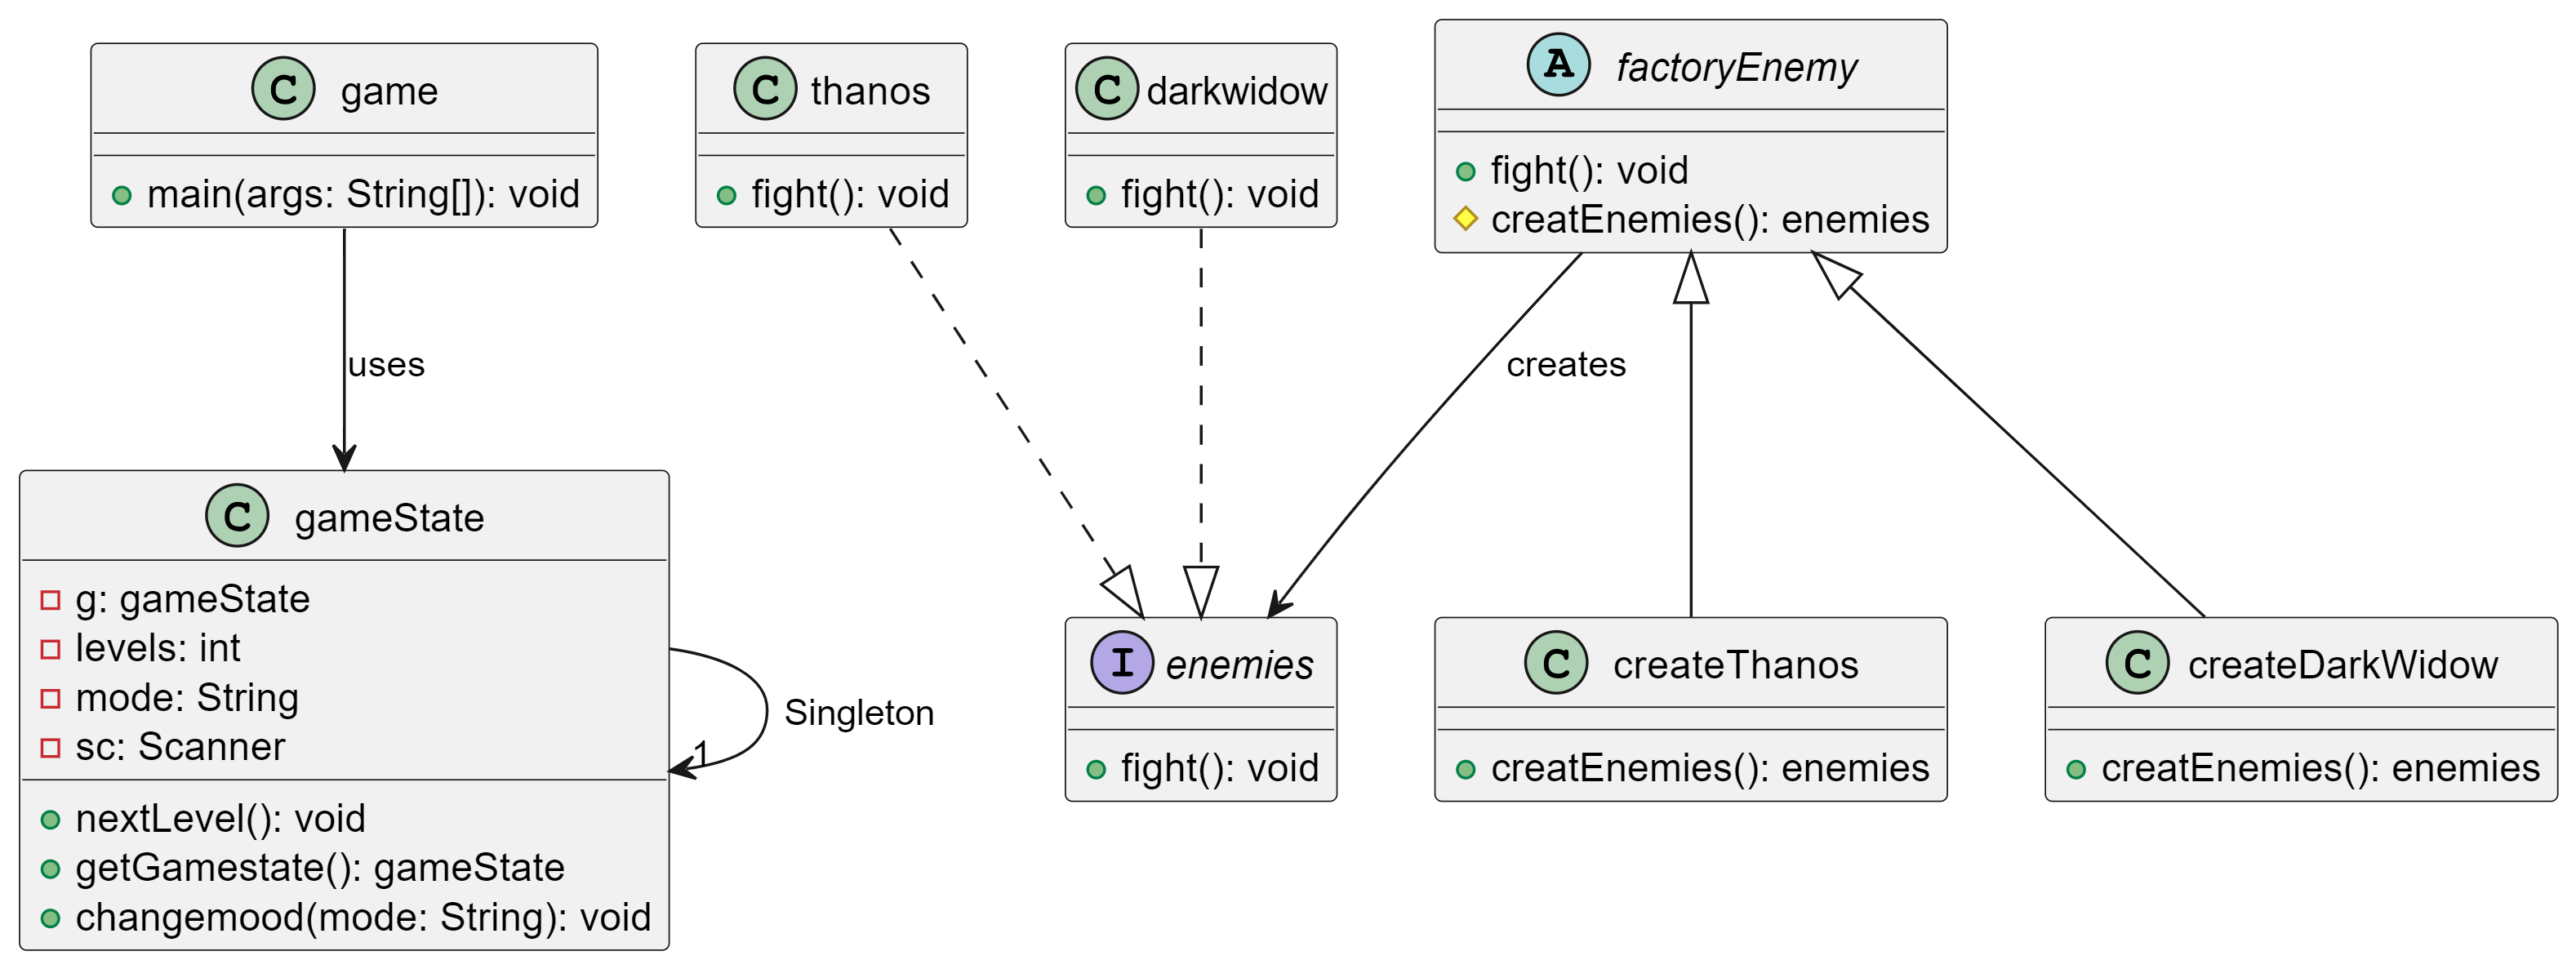 C game
main(args: String[]): void
C thanos
fight(): void
C darkwidow
fight(): void
A factoryEnemy
fight(): void
creatEnemies(): enemies
uses
creates
C gameState
g: gameState
levels: int
mode: String
sc: Scanner
nextLevel(): void
getGamestate(): gameState
changemood(mode: String): void
Singleton
1
I enemies
fight(): void
C createThanos
creatEnemies(): enemies
C createDarkWidow
creatEnemies(): enemies